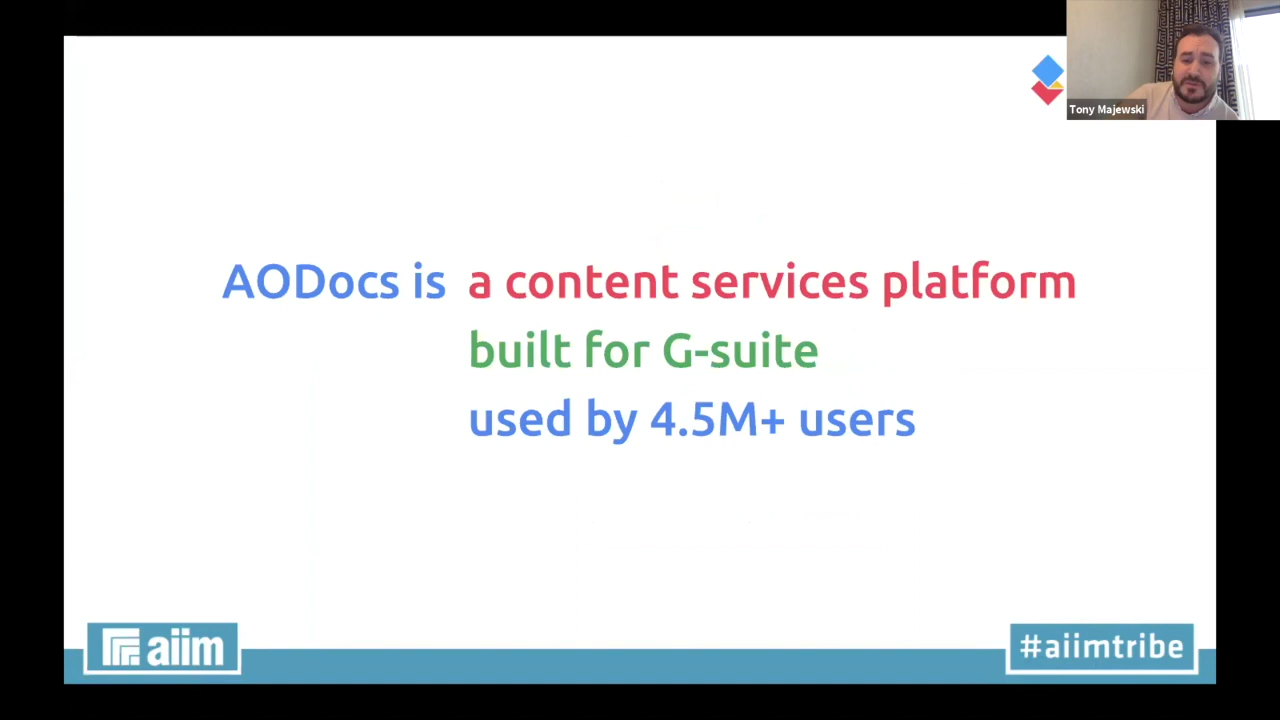 Tony Majewski
AODocs is a content services platform
built for G-suite
used by 4.5M+ users
aiim
#aiimtribe